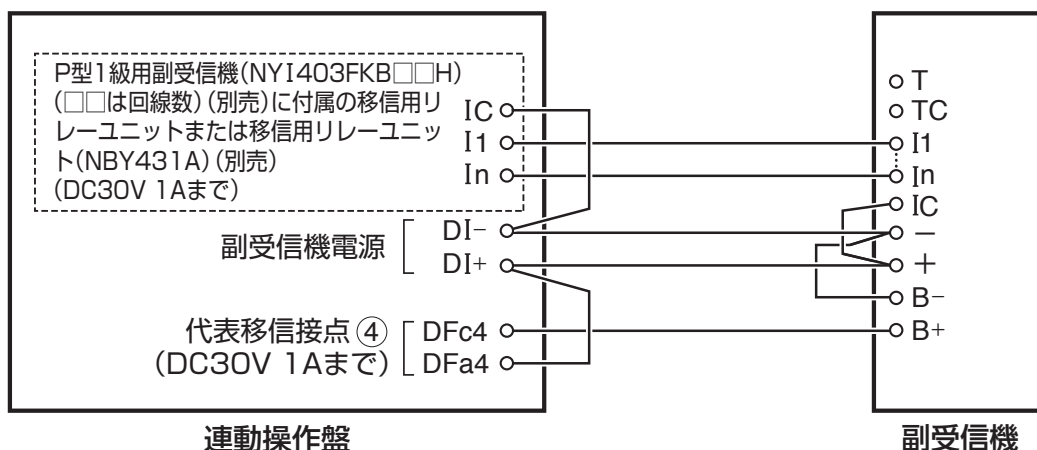 P型1級用副受信機(NYI403FKB□□H)
(□□は回線数)(別売)に付属の移信用リ
レーユニットまたは移信用リレーユニッ
ト(NBY431A)(別売)
(DC30V 1Aまで)
IC
I1
In
副受信機電源
DI-
DI+
代表移信接点④
(DC30V 1Aまで)
DFc4
DFa4
連動操作盤
T
TC
I1
In
IC
−
+
B-
B+
副受信機